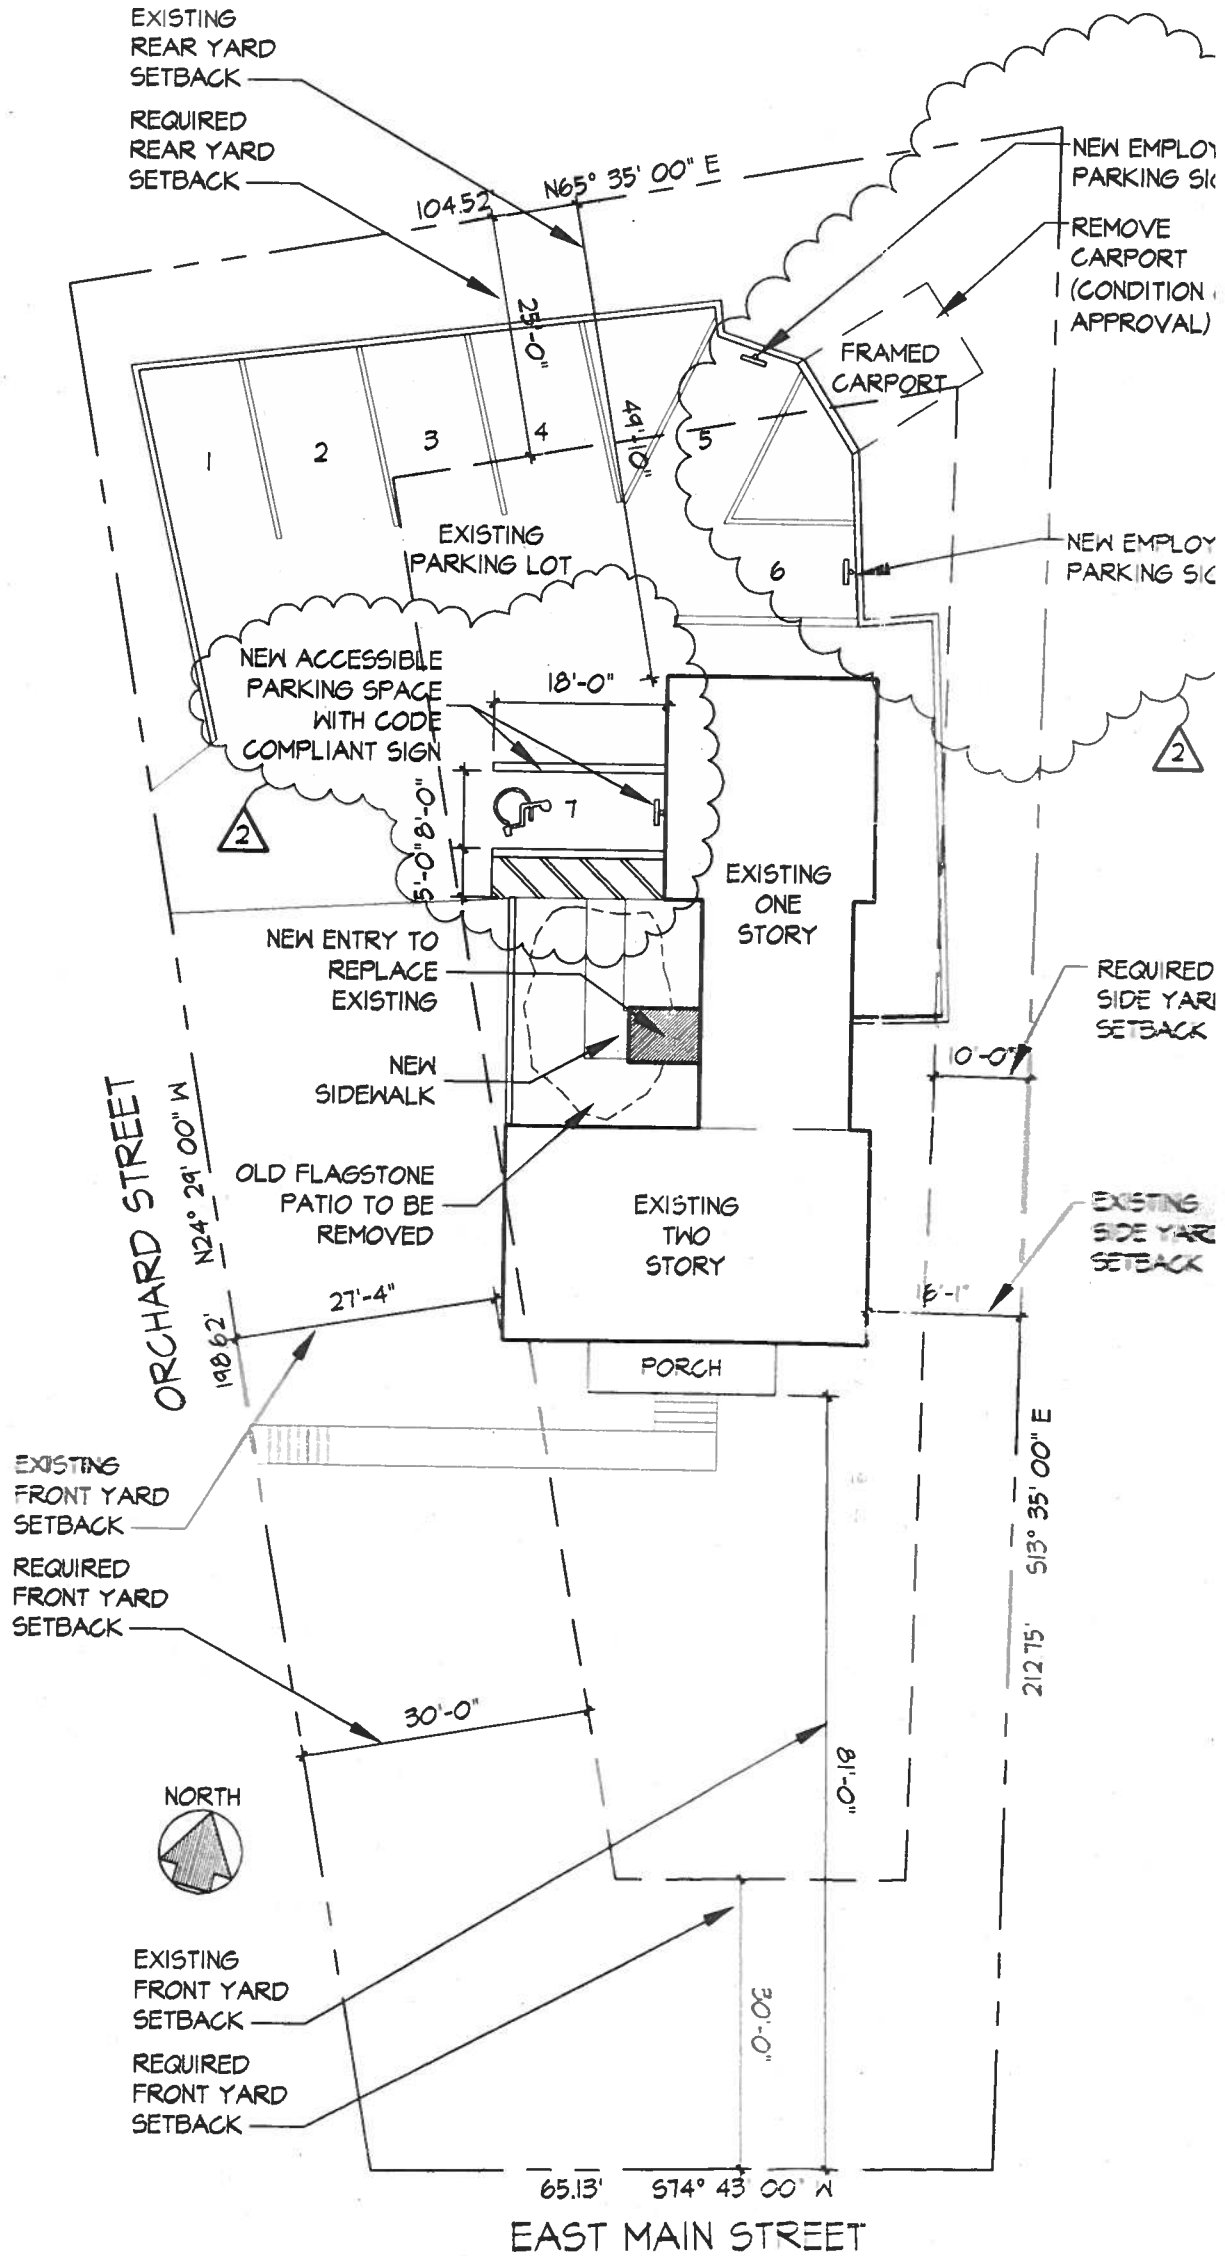 EXISTING
REAR YARD
SETBACK
REQUIRED
REAR YARD
SETBACK
104.52'
N65° 35' 00" E
NEW EMPLOY
PARKING SIG
REMOVE
CARPORT
(CONDITION
APPROVAL)
FRAMED
CARPORT
25'-0"
49'-10"
1
2
3
4
5
6
EXISTING
PARKING LOT
NEW EMPLOY
PARKING SIG
NEW ACCESSIBLE
PARKING SPACE
WITH CODE
COMPLIANT SIGN
18'-0"
2
2
8'-0"
5'-0"
7
EXISTING
ONE
STORY
NEW ENTRY TO
REPLACE
EXISTING
NEW
SIDEWALK
OLD FLAGSTONE
PATIO TO BE
REMOVED
REQUIRED
SIDE YARD
SETBACK
10'-0"
EXISTING
TWO
STORY
EXISTING
SIDE YARD
SETBACK
ORCHARD STREET
N24° 29' 00" W
198.62'
27'-4"
PORCH
EXISTING
FRONT YARD
SETBACK
REQUIRED
FRONT YARD
SETBACK
S13° 35' 00" E
212.75'
30'-0"
81'-0"
NORTH
EXISTING
FRONT YARD
SETBACK
REQUIRED
FRONT YARD
SETBACK
30'-0"
65.13'
S74° 43' 00" W
EAST MAIN STREET